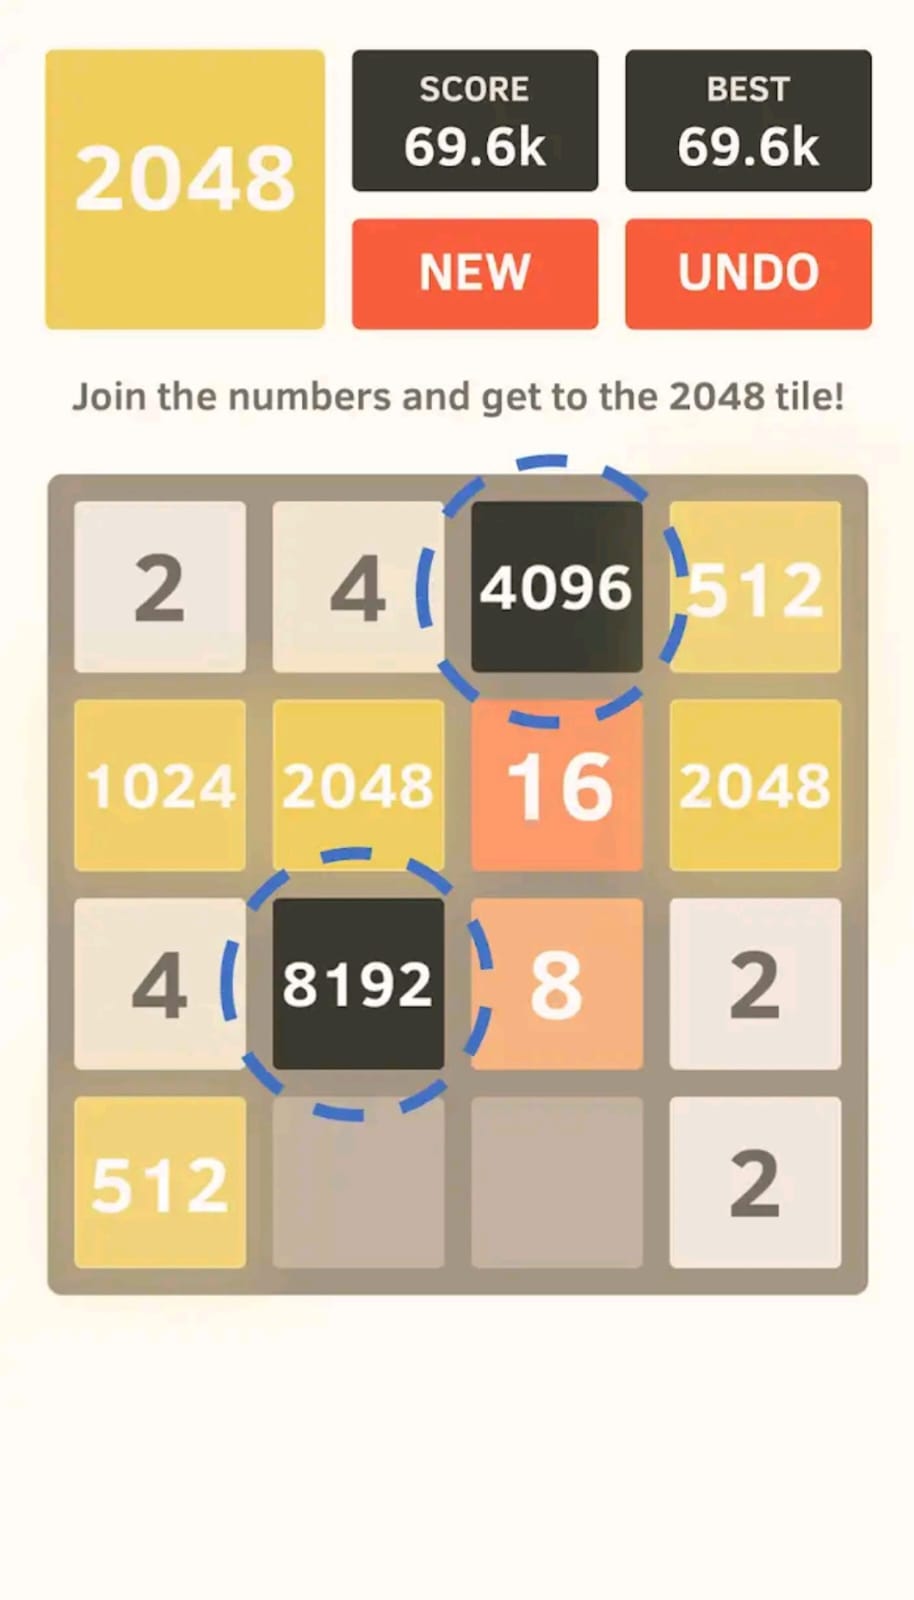 2048
SCORE
69.6k
BEST
69.6k
NEW
UNDO
Join the numbers and get to the 2048 tile!
2 4 4096 512
1024 2048 16 2048
4 8192 8 2
512 2